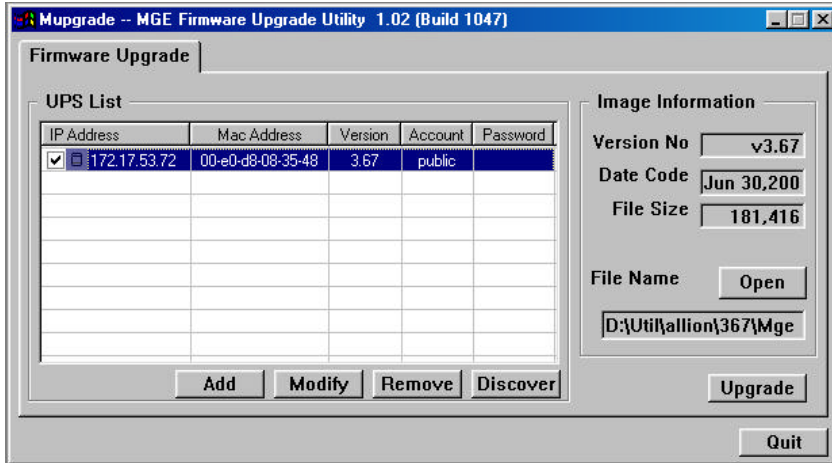 Mupgrade -- MGE Firmware Upgrade Utility 1.02 (Build 1047)
Firmware Upgrade
UPS List
IP Address Mac Address Version Account Password
172.17.53.72 00-e0-d8-08-35-48 3.67 public
Add Modify Remove Discover
Image Information
Version No v3.67
Date Code Jun 30,200
File Size 181,416
File Name Open
D:\Util\allion\367\Mge
Upgrade
Quit